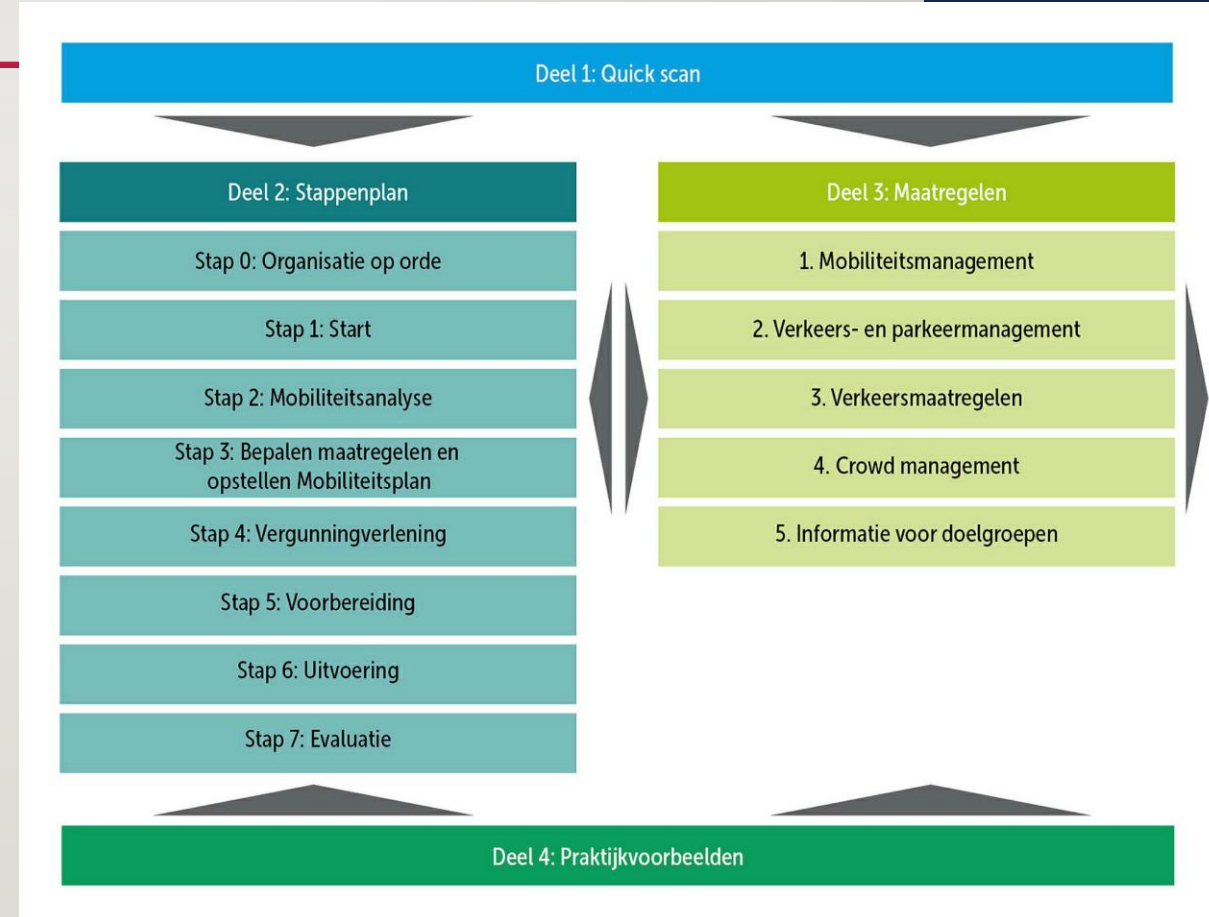 Deel 1: Quick scan
Deel 2: Stappenplan
Stap 0: Organisatie op orde
Stap 1: Start
Stap 2: Mobiliteitsanalyse
Stap 3: Bepalen maatregelen en
opstellen Mobiliteitsplan
Stap 4: Vergunningverlening
Stap 5: Voorbereiding
Stap 6: Uitvoering
Stap 7: Evaluatie
Deel 3: Maatregelen
1. Mobiliteitsmanagement
2. Verkeers- en parkeermanagement
3. Verkeersmaatregelen
4. Crowd management
5. Informatie voor doelgroepen
Deel 4: Praktijkvoorbeelden